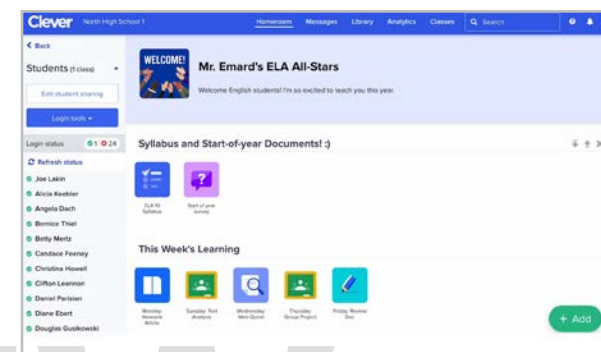 Clever North High School 1 Homeroom Messages Library Analytics Classes Search
Back
Students (1 class)
Edit student sharing
Login tools
Login status 1 24
Refresh status
Joe Lakin
Alicia Keebler
Angela Dach
Bernice Thiel
Betty Mertz
Candace Feeney
Christina Howell
Clifton Leannon
Daniel Parisian
Diane Ebert
Douglas Gusikowski
WELCOME!
Mr. Emard's ELA All-Stars
Welcome English students! I'm so excited to teach you this year.
Syllabus and Start-of-year Documents! :)
ELA 10
Syllabus
Start of year
survey
This Week's Learning
Monday:
Article
Tuesday: Text
Analysis
Wednesday:
Web Quest
Thursday:
Group Project
Friday: Review
Doc
+ Add